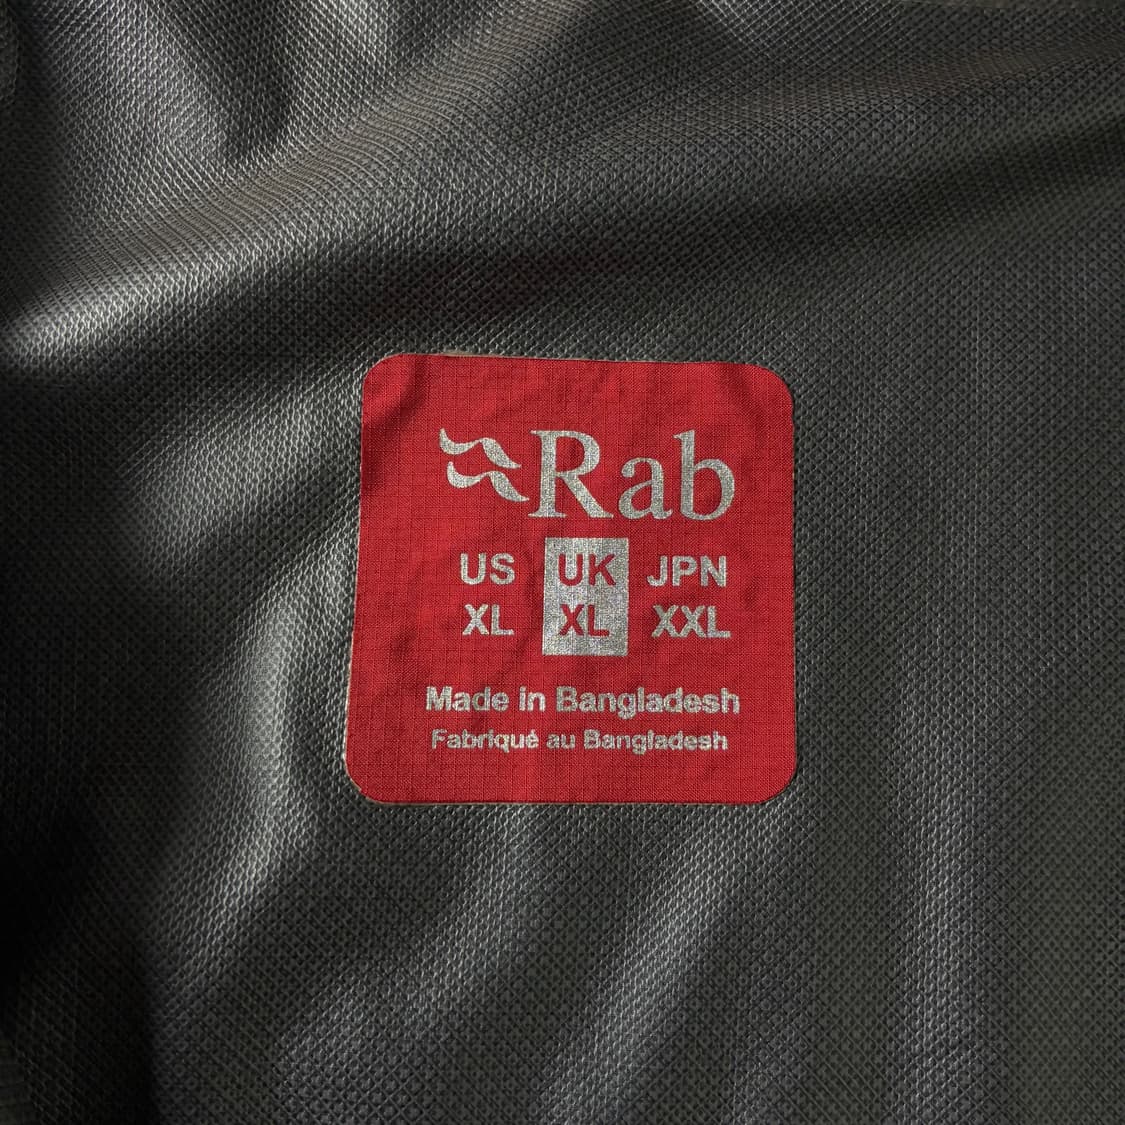 Rab
US UK JPN
XL XL XXL
Made in Bangladesh
Fabriqué au Bangladesh